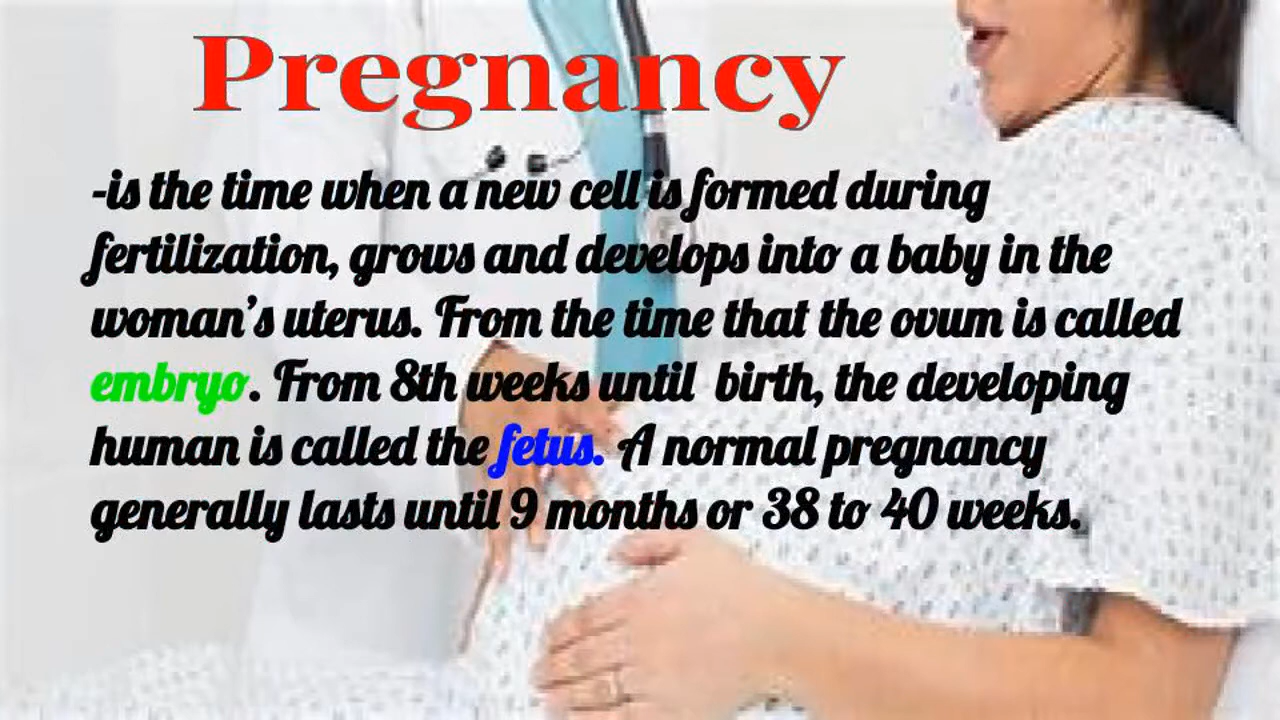 Pregnancy
-is the time when a new cell is formed during
fertilization, grows and develops into a baby in the
woman’s uterus. From the time that the ovum is called
embryo. From 8th weeks until  birth, the developing
human is called the fetus. A normal pregnancy
generally lasts until 9 months or 38 to 40 weeks.